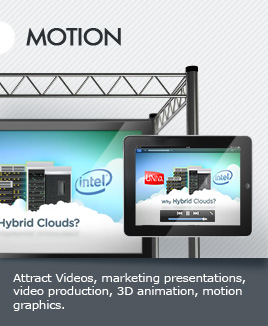 MOTION
intel
Hybrid Clouds?
intel
Why Hybrid Clouds?
Attract Videos, marketing presentations,
video production, 3D animation, motion
graphics.